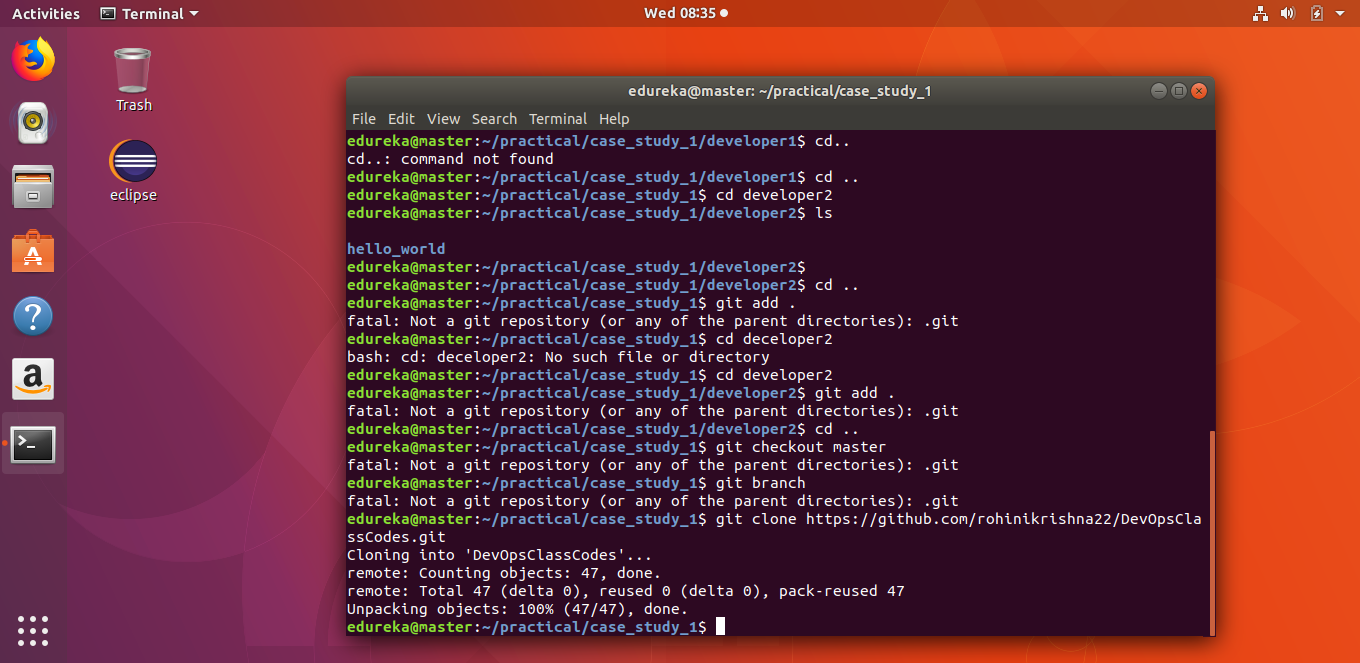 Activities Terminal Wed 08:35
Trash
eclipse
edureka@master: ~/practical/case_study_1
File Edit View Search Terminal Help
edureka@master:~/practical/case_study_1/developer1$ cd..
cd..: command not found
edureka@master:~/practical/case_study_1/developer1$ cd ..
edureka@master:~/practical/case_study_1$ cd developer2
edureka@master:~/practical/case_study_1/developer2$ ls
hello_world
edureka@master:~/practical/case_study_1/developer2$
edureka@master:~/practical/case_study_1/developer2$ cd ..
edureka@master:~/practical/case_study_1$ git add .
fatal: Not a git repository (or any of the parent directories): .git
edureka@master:~/practical/case_study_1$ cd deceloper2
bash: cd: deceloper2: No such file or directory
edureka@master:~/practical/case_study_1$ cd developer2
edureka@master:~/practical/case_study_1/developer2$ git add .
fatal: Not a git repository (or any of the parent directories): .git
edureka@master:~/practical/case_study_1/developer2$ cd ..
edureka@master:~/practical/case_study_1$ git checkout master
fatal: Not a git repository (or any of the parent directories): .git
edureka@master:~/practical/case_study_1$ git branch
fatal: Not a git repository (or any of the parent directories): .git
edureka@master:~/practical/case_study_1$ git clone https://github.com/rohinikrishna22/DevOpsCla
ssCodes.git
Cloning into 'DevOpsClassCodes'...
remote: Counting objects: 47, done.
remote: Total 47 (delta 0), reused 0 (delta 0), pack-reused 47
Unpacking objects: 100% (47/47), done.
edureka@master:~/practical/case_study_1$